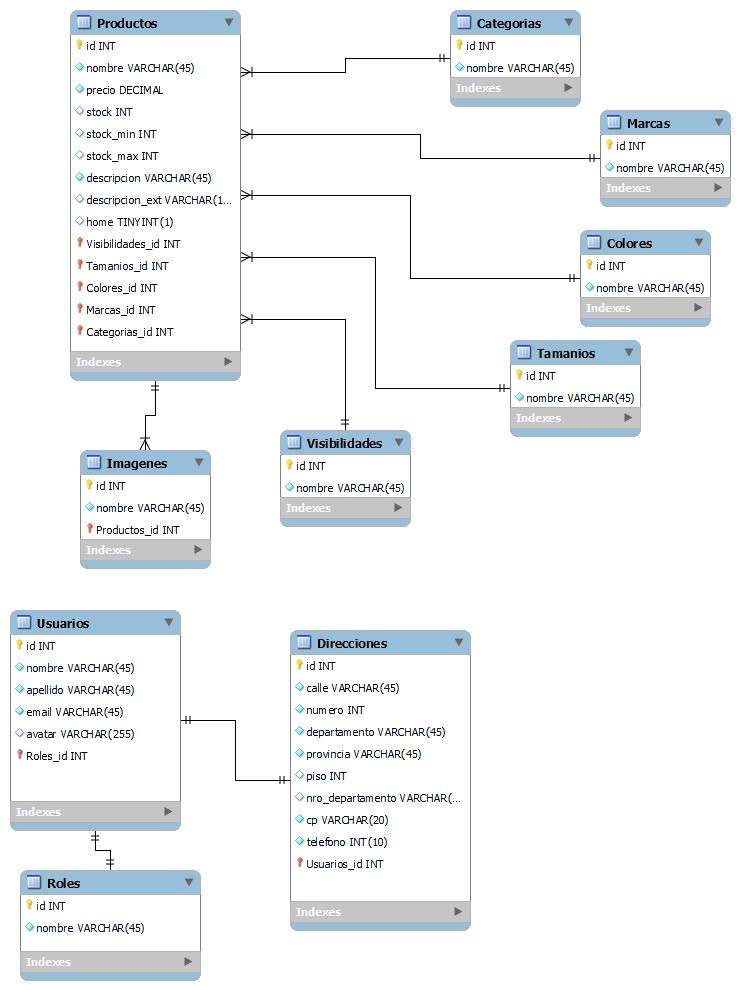 Productos
id INT
nombre VARCHAR(45)
precio DECIMAL
stock INT
stock_min INT
stock_max INT
descripcion VARCHAR(45)
descripcion_ext VARCHAR(1...
home TINYINT(1)
Visibilidades_id INT
Tamanios_id INT
Colores_id INT
Marcas_id INT
Categorias_id INT
Indexes
Categorias
id INT
nombre VARCHAR(45)
Indexes
Marcas
id INT
nombre VARCHAR(45)
Indexes
Colores
id INT
nombre VARCHAR(45)
Indexes
Tamanios
id INT
nombre VARCHAR(45)
Indexes
Visibilidades
id INT
nombre VARCHAR(45)
Indexes
Imagenes
id INT
nombre VARCHAR(45)
Productos_id INT
Indexes
Usuarios
id INT
nombre VARCHAR(45)
apellido VARCHAR(45)
email VARCHAR(45)
avatar VARCHAR(255)
Roles_id INT
Indexes
Direcciones
id INT
calle VARCHAR(45)
numero INT
departamento VARCHAR(45)
provincia VARCHAR(45)
piso INT
nro_departamento VARCHAR(...
cp VARCHAR(20)
telefono INT(10)
Usuarios_id INT
Indexes
Roles
id INT
nombre VARCHAR(45)
Indexes